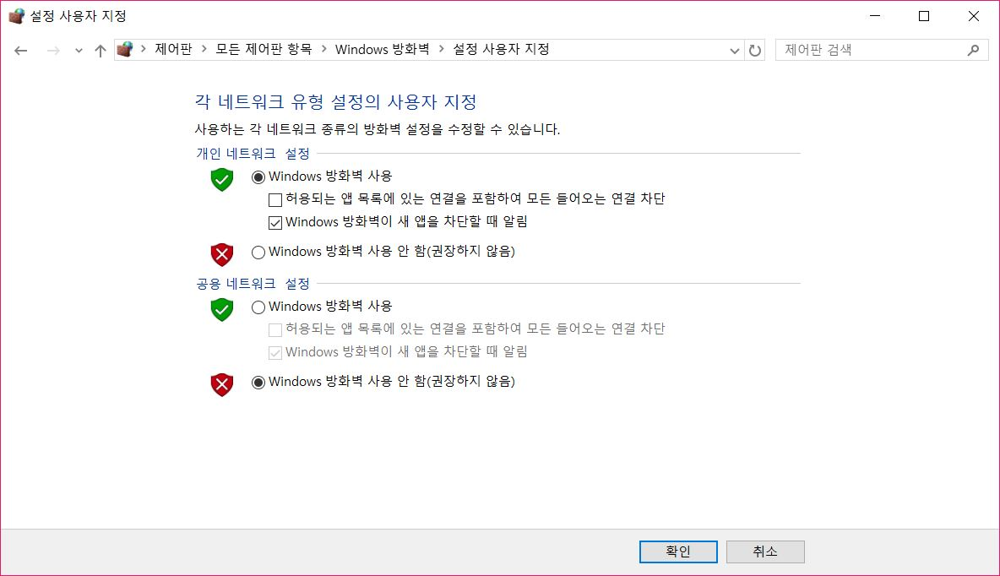 설정 사용자 지정
제어판 > 모든 제어판 항목 > Windows 방화벽 > 설정 사용자 지정
제어판 검색
각 네트워크 유형 설정의 사용자 지정
사용하는 각 네트워크 종류의 방화벽 설정을 수정할 수 있습니다.
개인 네트워크 설정
Windows 방화벽 사용
허용되는 앱 목록에 있는 연결을 포함하여 모든 들어오는 연결 차단
Windows 방화벽이 새 앱을 차단할 때 알림
Windows 방화벽 사용 안 함(권장하지 않음)
공용 네트워크 설정
Windows 방화벽 사용
허용되는 앱 목록에 있는 연결을 포함하여 모든 들어오는 연결 차단
Windows 방화벽이 새 앱을 차단할 때 알림
Windows 방화벽 사용 안 함(권장하지 않음)
확인
취소